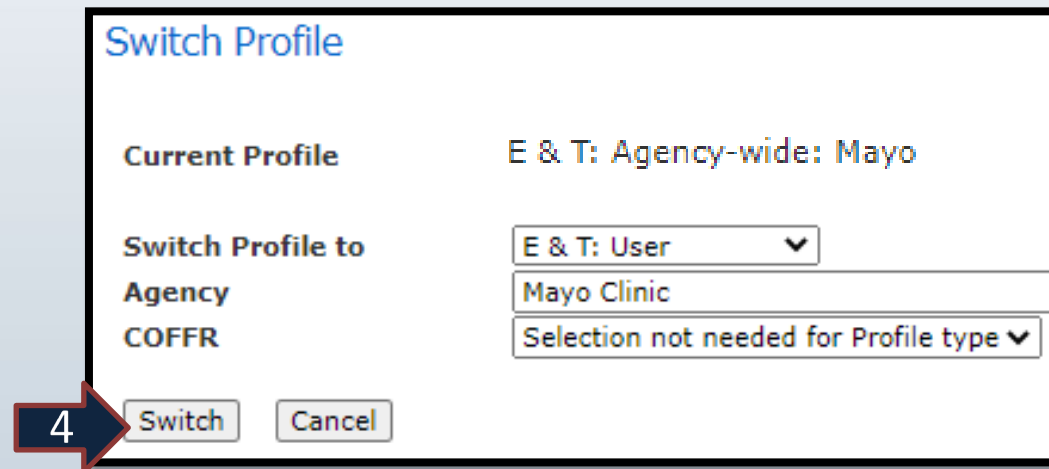 Switch Profile
Current Profile E & T: Agency-wide: Mayo
Switch Profile to E & T: User
Agency Mayo Clinic
COFFR Selection not needed for Profile type
4 Switch Cancel